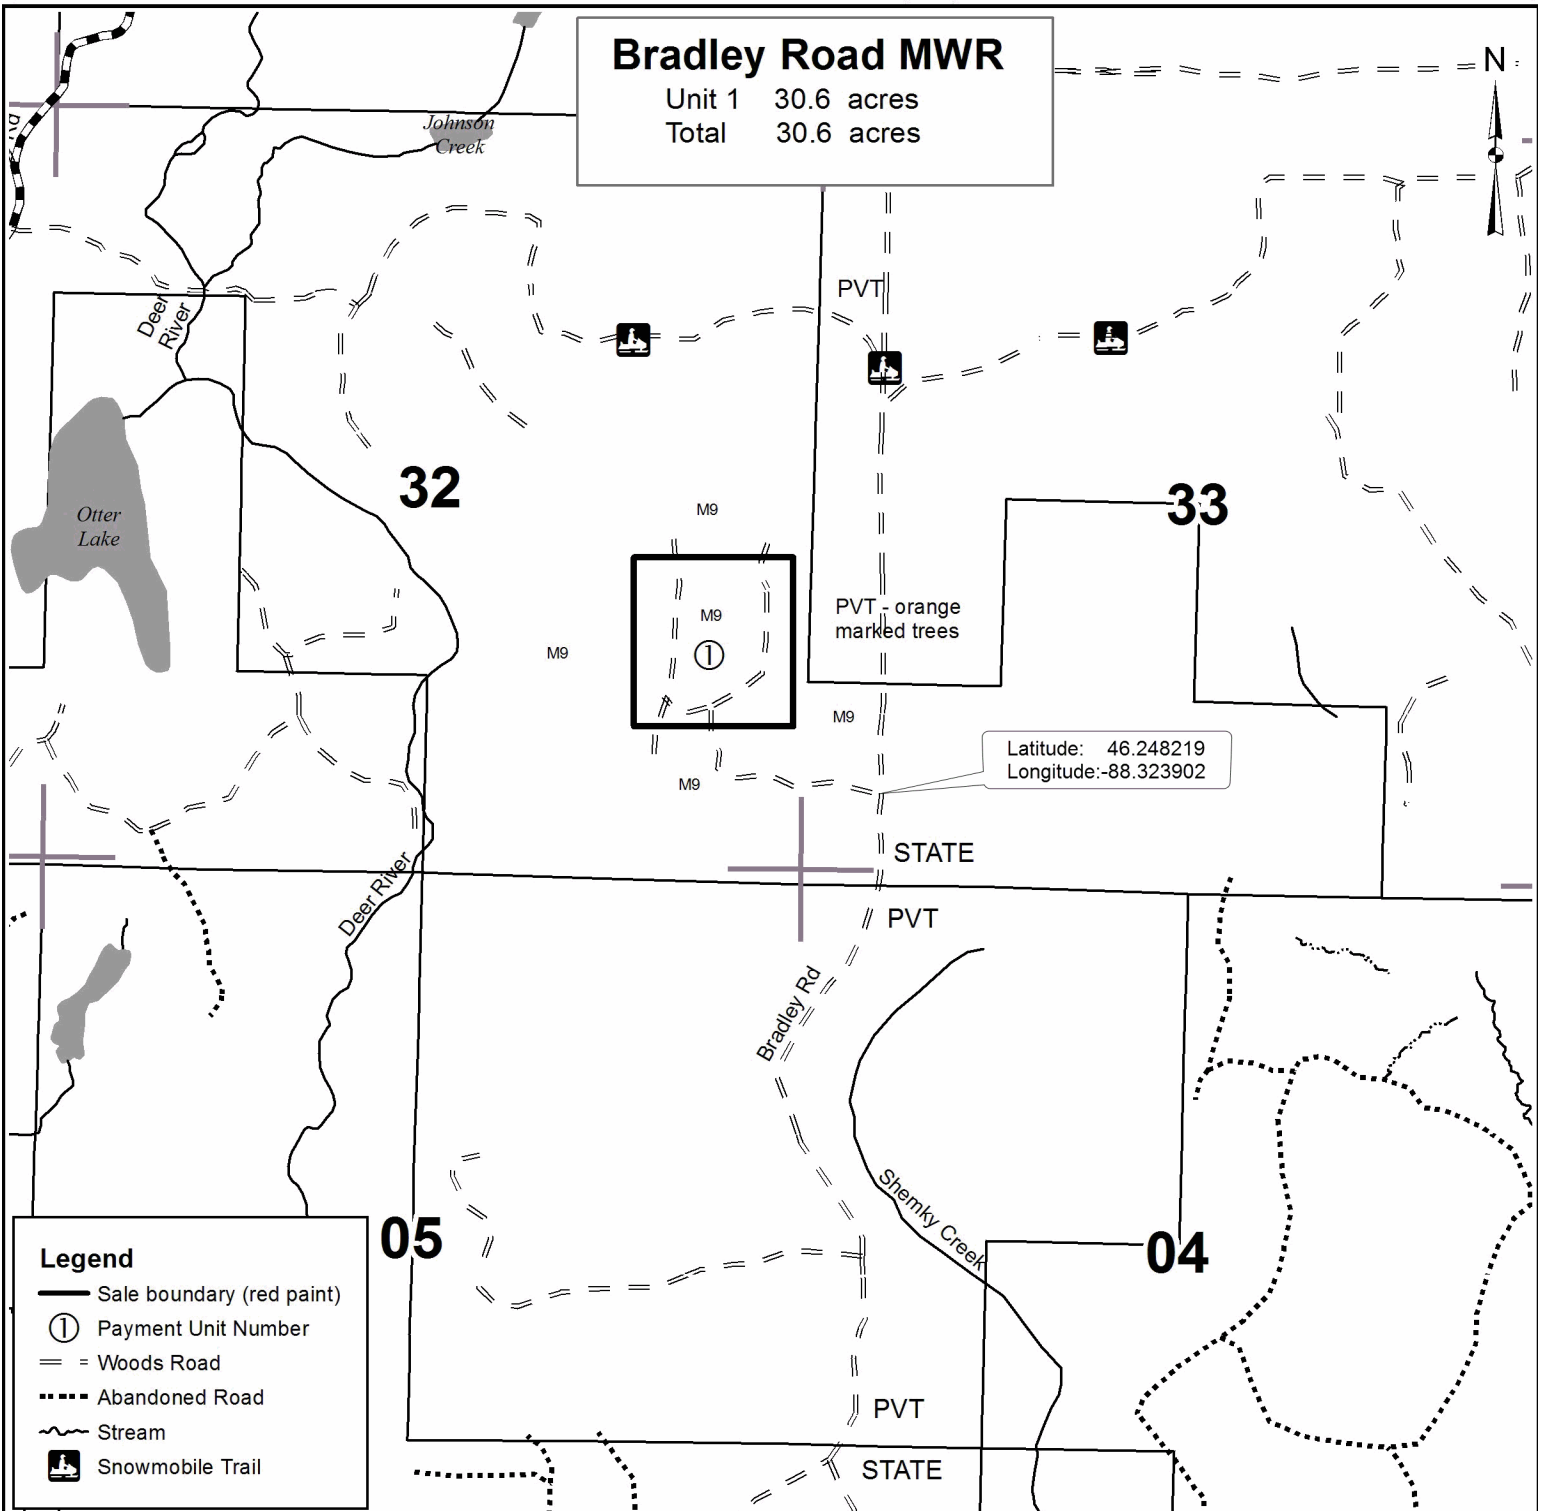 Bradley Road MWR
Unit 1 30.6 acres
Total 30.6 acres
N
Rd
Johnson
Creek
PVT
Deer
River
32
33
M9
Otter
Lake
PVT - orange
marked trees
M9
1
M9
M9
Latitude: 46.248219
Longitude:-88.323902
M9
STATE
Deer River
PVT
Bradley Rd
Shemky Creek
05
04
Legend
Sale boundary (red paint)
1 Payment Unit Number
Woods Road
Abandoned Road
Stream
Snowmobile Trail
PVT
STATE